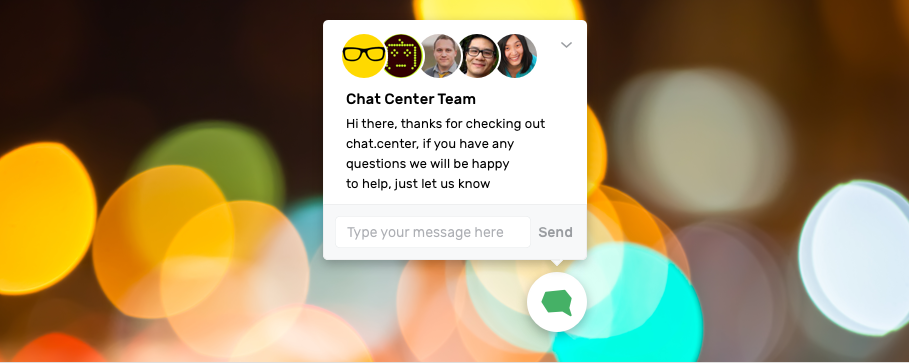 Chat Center Team
Hi there, thanks for checking out
chat.center, if you have any
questions we will be happy
to help, just let us know
Type your message here
Send